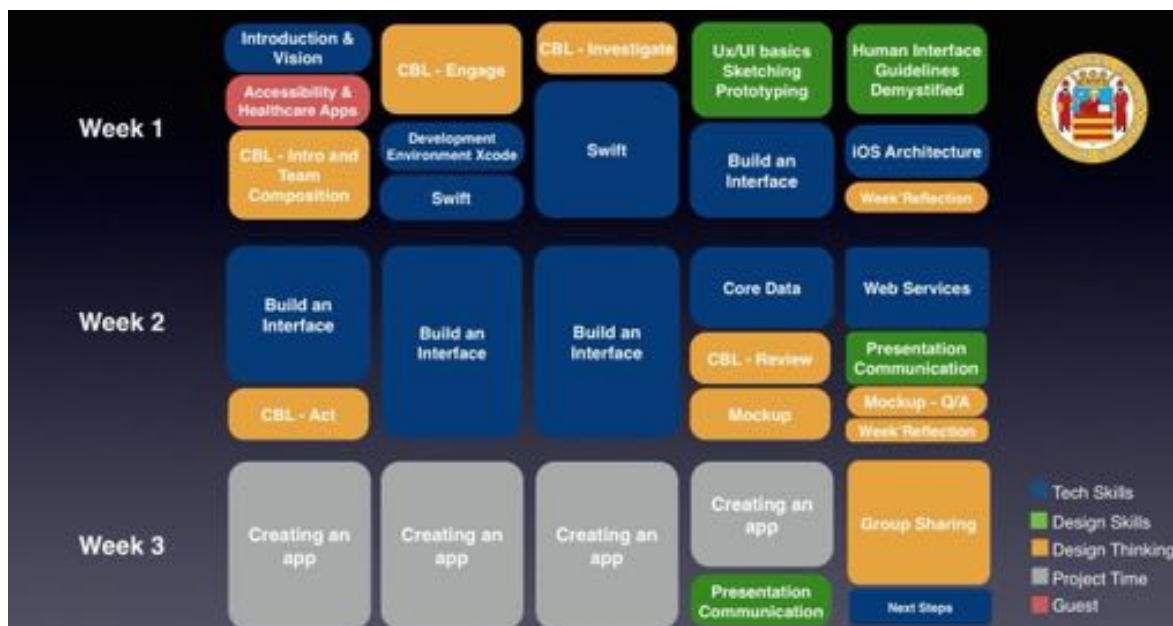 Week 1
Introduction &
Vision
Accessibility &
Healthcare Apps
CBL - Intro and
Team
Composition
CBL - Engage
Development
Environment Xcode
Swift
CBL - Investigate
Swift
Ux/UI basics
Sketching
Prototyping
Build an
Interface
Human Interface
Guidelines
Demystified
iOS Architecture
Week'Reflection
Week 2
Build an
Interface
CBL - Act
Build an
Interface
Build an
Interface
Core Data
CBL - Review
Mockup
Web Services
Presentation
Communication
Mockup - Q/A
Week'Reflection
Week 3
Creating an
app
Creating an
app
Creating an
app
Creating an
app
Presentation
Communication
Group Sharing
Next Steps
Tech Skills
Design Skills
Design Thinking
Project Time
Guest